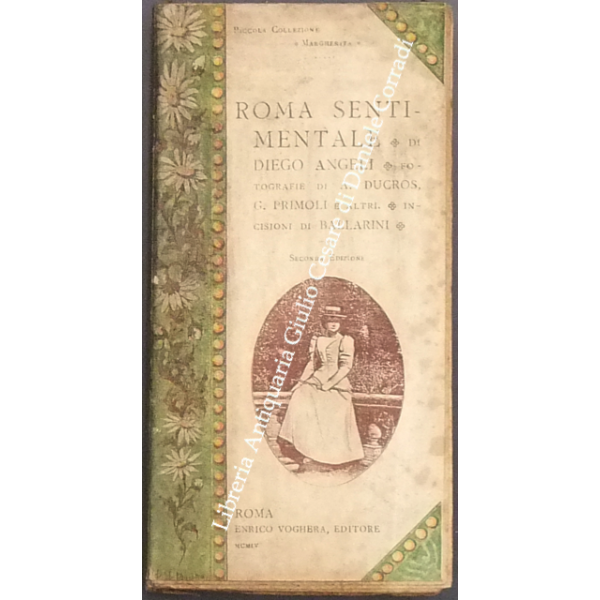 Piccola Collezione
« Margherita »
ROMA SENTI-
MENTALE ❖ DI
DIEGO ANGELI ❖ FO-
TOGRAFIE DI A. DUCROS,
G. PRIMOLI E ALTRI. ❖ IN-
CISIONI DI BALLARINI ❖
Seconda Edizione
ROMA
ENRICO VOGHERA, EDITORE
Libreria Antiquaria Giulio Cesare di Daniele Corradi